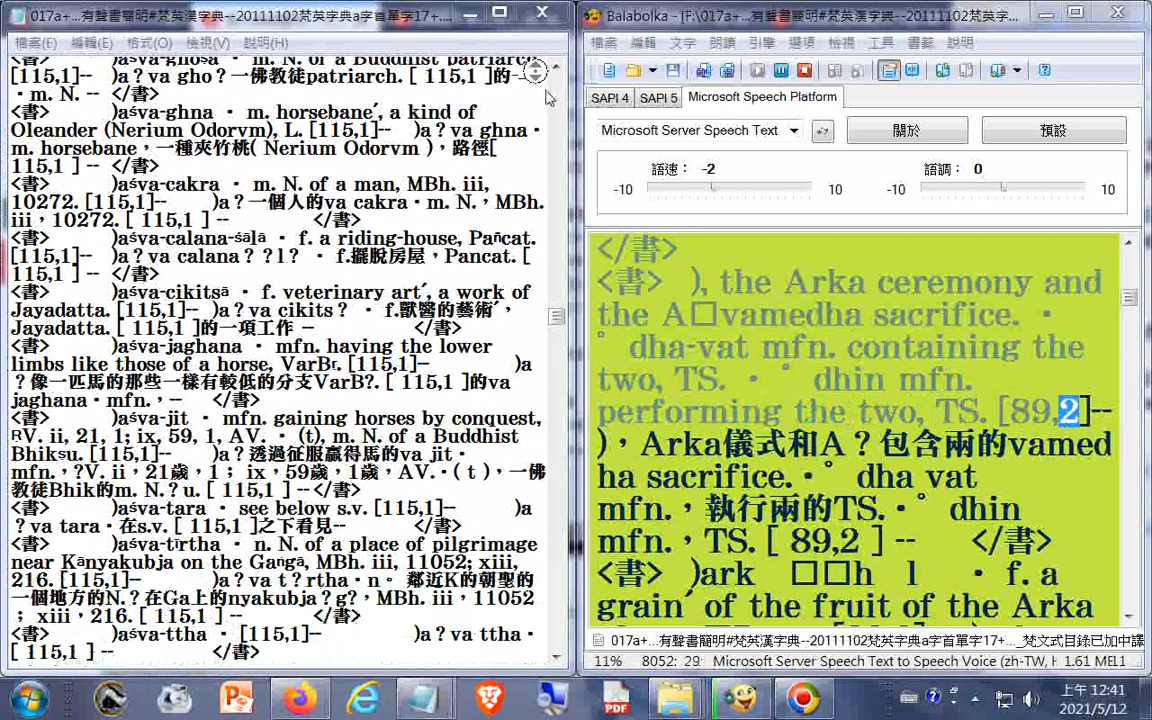 017a+...有聲書簡明#梵英漢字典--20111102梵英字典a字首單字17+...
檔案(F) 編輯(E) 格式(O) 檢視(V) 說明(H)
<書> )aśva-ghoṣa · m. N. of a Buddhist patriarch
[115,1]-- )a？va gho？一佛教徒patriarch. [ 115,1 ]的--
·m. N. -- </書>
<書> )aśva-ghna · m. horsebane´, a kind of
Oleander (Nerium Odorvm), L. [115,1]-- )a？va ghna·
m. horsebane，一種夾竹桃( Nerium Odorvm )，路徑[
115,1 ] -- </書>
<書> )aśva-cakra · m. N. of a man, MBh. iii,
10272. [115,1]-- )a？一個人的va cakra·m. N.，MBh.
iii，10272. [ 115,1 ] -- </書>
<書> )aśva-calana-śālā · f. a riding-house, Pañcat.
[115,1]-- )a？va calana？？l？ · f.擺脫房屋，Pancat. [
115,1 ] -- </書>
<書> )aśva-cikitsā · f. veterinary art´, a work of
Jayadatta. [115,1]-- )a？va cikits？ · f.獸醫的藝術´，
Jayadatta. [ 115,1 ]的一項工作 -- </書>
<書> )aśva-jaghana · mfn. having the lower
limbs like those of a horse, VarBṛ. [115,1]-- )a
？像一匹馬的那些一樣有較低的分支VarB?. [ 115,1 ]的va
jaghana·mfn.，-- </書>
<書> )aśva-jit · mfn. gaining horses by conquest,
RV. ii, 21, 1; ix, 59, 1, AV. · (t), m. N. of a Buddhist
Bhikṣu. [115,1]-- )a？透過征服贏得馬的va jit·
mfn.，?V. ii，21歲，1；ix，59歲，1歲，AV.·( t )，一佛
教徒Bhik的m. N.？u. [ 115,1 ] --</書>
<書> )aśva-tara · see below s.v. [115,1]-- )a
？va tara·在s.v. [ 115,1 ]之下看見-- </書>
<書> )aśva-tīrtha · n. N. of a place of pilgrimage
near Kānyakubja on the Gaṅgā, MBh. iii, 11052; xiii,
216. [115,1]-- )a？va t？rtha·n。 鄰近K的朝聖的
一個地方的N.？在Ga上的nyakubja？g?，MBh. iii，11052
；xiii，216. [ 115,1 ] -- </書>
<書> )aśva-ttha · [115,1]-- )a？va ttha·
[ 115,1 ] -- </書>
Balabolka - [F:\017a+...有聲書簡明#梵英漢字典--20111102梵英字...
檔案 編輯 文字 朗讀 引擎 選項 檢視 工具 書籤 說明
SAPI 4 SAPI 5 Microsoft Speech Platform
Microsoft Server Speech Text 關於 預設
語速： -2 語調： 0
-10 10 -10 10
</書>
<書> ), the Arka ceremony and
the A□vamedha sacrifice. ·
° dha-vat mfn. containing the
two, TS. · ° dhin mfn.
performing the two, TS. [89,2]--
)，Arka儀式和A？包含兩的vamed
ha sacrifice.·° dha vat
mfn.，執行兩的TS.·° dhin
mfn.，TS. [ 89,2 ] -- </書>
<書> )ark □□h l · f. a
grain´ of the fruit of the Arka
017a+...有聲書簡明#梵英漢字典--20111102梵英字典a字首單字17+..._梵文式目錄已加中譯
11% 8052: 29 Microsoft Server Speech Text to Speech Voice (zh-TW, H 1.61 MB
上午 12:41
2021/5/12